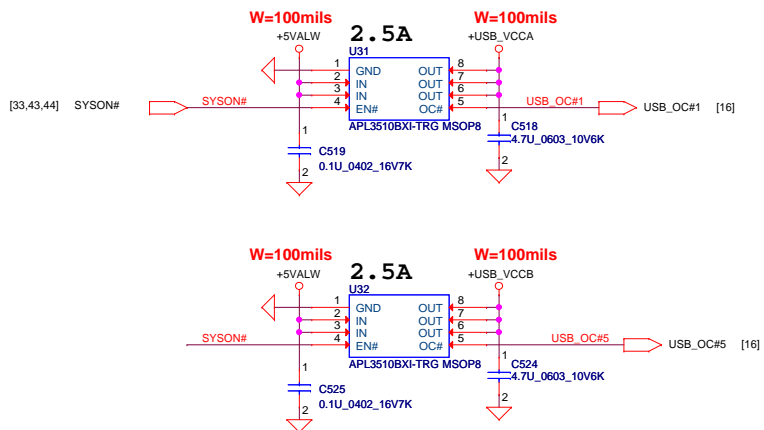 W=100mils
W=100mils
+5VALW
2.5A
+USB_VCCA
U31
1 GND OUT 8
2 IN OUT 7
3 IN OUT 6
4 EN# OC# 5
[33,43,44] SYSON# SYSON#
USB_OC#1 USB_OC#1 [16]
APL3510BXI-TRG MSOP8
1
C519
0.1U_0402_16V7K
2
1
C518
4.7U_0603_10V6K
2
W=100mils
W=100mils
+5VALW
2.5A
+USB_VCCB
U32
1 GND OUT 8
2 IN OUT 7
3 IN OUT 6
4 EN# OC# 5
SYSON#
USB_OC#5 USB_OC#5 [16]
APL3510BXI-TRG MSOP8
1
C525
0.1U_0402_16V7K
2
1
C524
4.7U_0603_10V6K
2